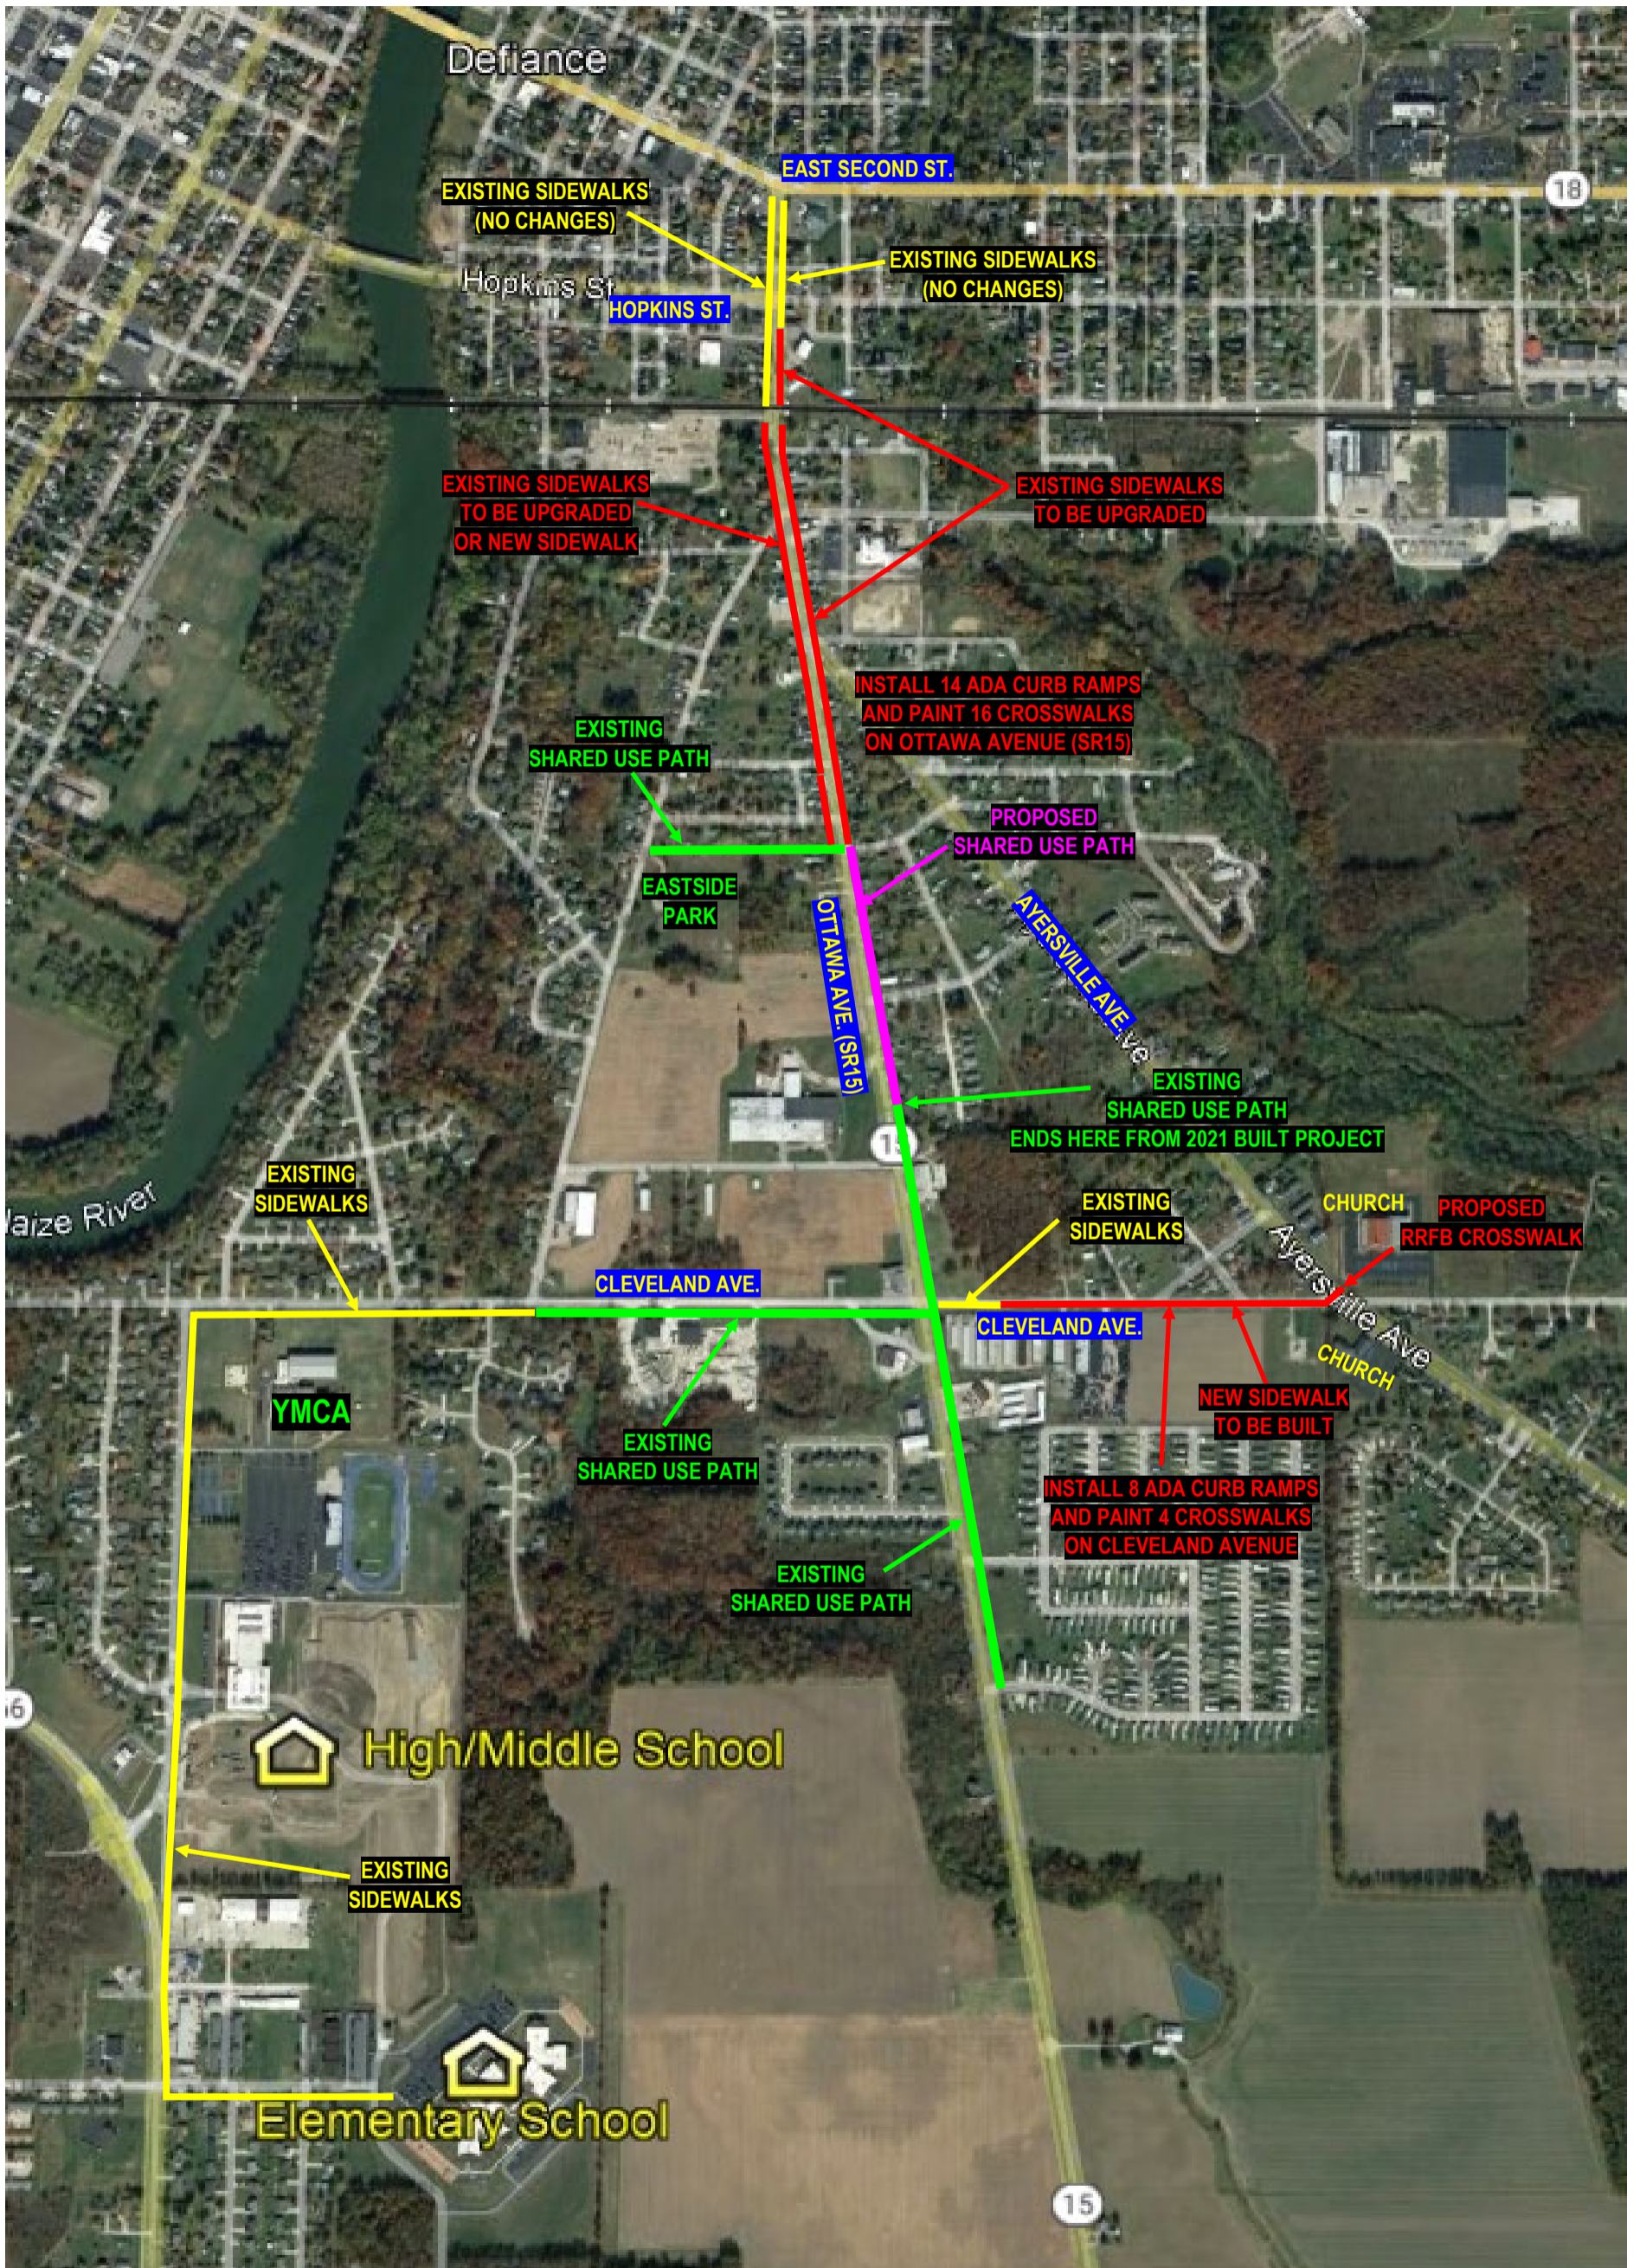 Defiance
EAST SECOND ST.
18
EXISTING SIDEWALKS
(NO CHANGES)
EXISTING SIDEWALKS
(NO CHANGES)
Hopkins St
HOPKINS ST.
EXISTING SIDEWALKS
TO BE UPGRADED
OR NEW SIDEWALK
EXISTING SIDEWALKS
TO BE UPGRADED
INSTALL 14 ADA CURB RAMPS
AND PAINT 16 CROSSWALKS
ON OTTAWA AVENUE (SR15)
EXISTING
SHARED USE PATH
PROPOSED
SHARED USE PATH
EASTSIDE
PARK
OTTAWA AVE. (SR15)
AYERSVILLE AVE.
ve
EXISTING
SHARED USE PATH
ENDS HERE FROM 2021 BUILT PROJECT
15
EXISTING
SIDEWALKS
laize River
EXISTING
SIDEWALKS
CHURCH
PROPOSED
RRFB CROSSWALK
Ayersville Ave
CLEVELAND AVE.
CLEVELAND AVE.
CHURCH
YMCA
NEW SIDEWALK
TO BE BUILT
EXISTING
SHARED USE PATH
INSTALL 8 ADA CURB RAMPS
AND PAINT 4 CROSSWALKS
ON CLEVELAND AVENUE
EXISTING
SHARED USE PATH
66
High/Middle School
EXISTING
SIDEWALKS
Elementary School
15